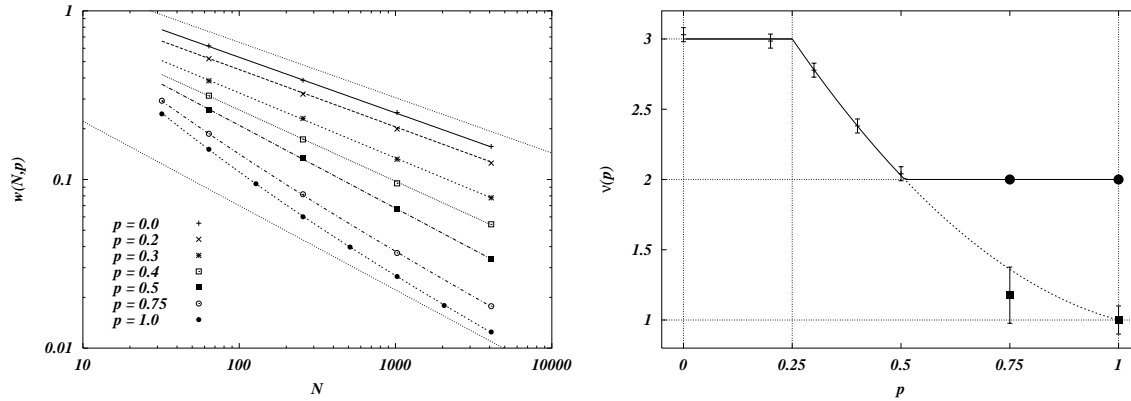 1
0.1
0.01
w(N,p)
10
100
1000
10000
N
p = 0.0
p = 0.2
p = 0.3
p = 0.4
p = 0.5
p = 0.75
p = 1.0
3
2.5
2
1.5
1
ν(p)
0
0.25
0.5
0.75
1
p